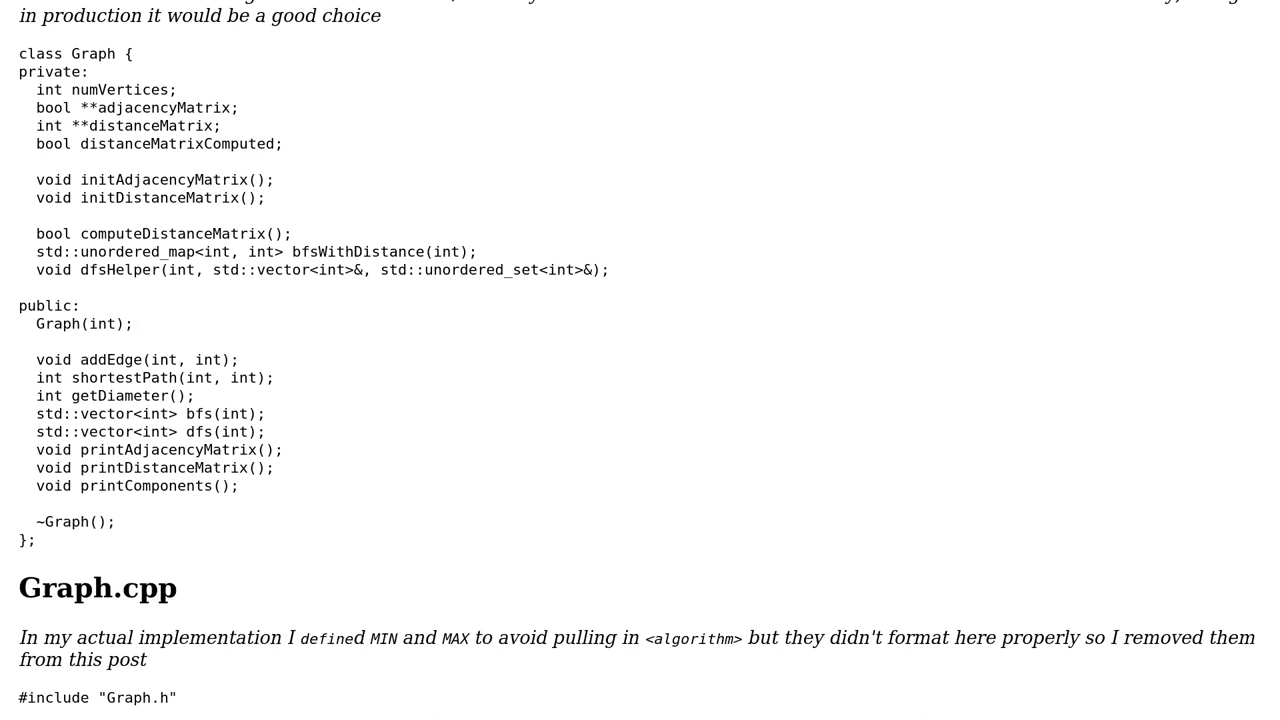 in production it would be a good choice
class Graph {
private:
  int numVertices;
  bool **adjacencyMatrix;
  int **distanceMatrix;
  bool distanceMatrixComputed;

  void initAdjacencyMatrix();
  void initDistanceMatrix();

  bool computeDistanceMatrix();
  std::unordered_map<int, int> bfsWithDistance(int);
  void dfsHelper(int, std::vector<int>&, std::unordered_set<int>&);

public:
  Graph(int);

  void addEdge(int, int);
  int shortestPath(int, int);
  int getDiameter();
  std::vector<int> bfs(int);
  std::vector<int> dfs(int);
  void printAdjacencyMatrix();
  void printDistanceMatrix();
  void printComponents();

  ~Graph();
};
Graph.cpp
In my actual implementation I defined MIN and MAX to avoid pulling in <algorithm> but they didn't format here properly so I removed them
from this post
#include "Graph.h"